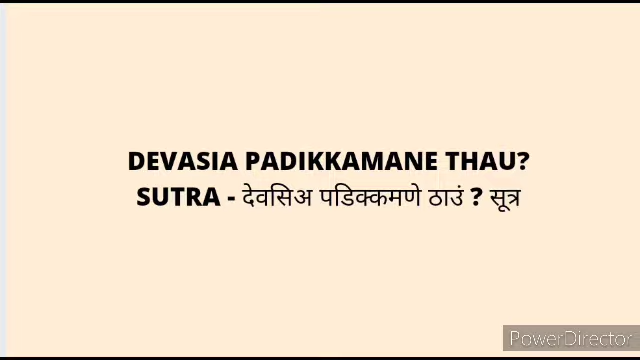 DEVASIA PADIKKAMANE THAU?
SUTRA - देवसिअ पडिक्कमणे ठाउं ? सूत्र
PowerDirector